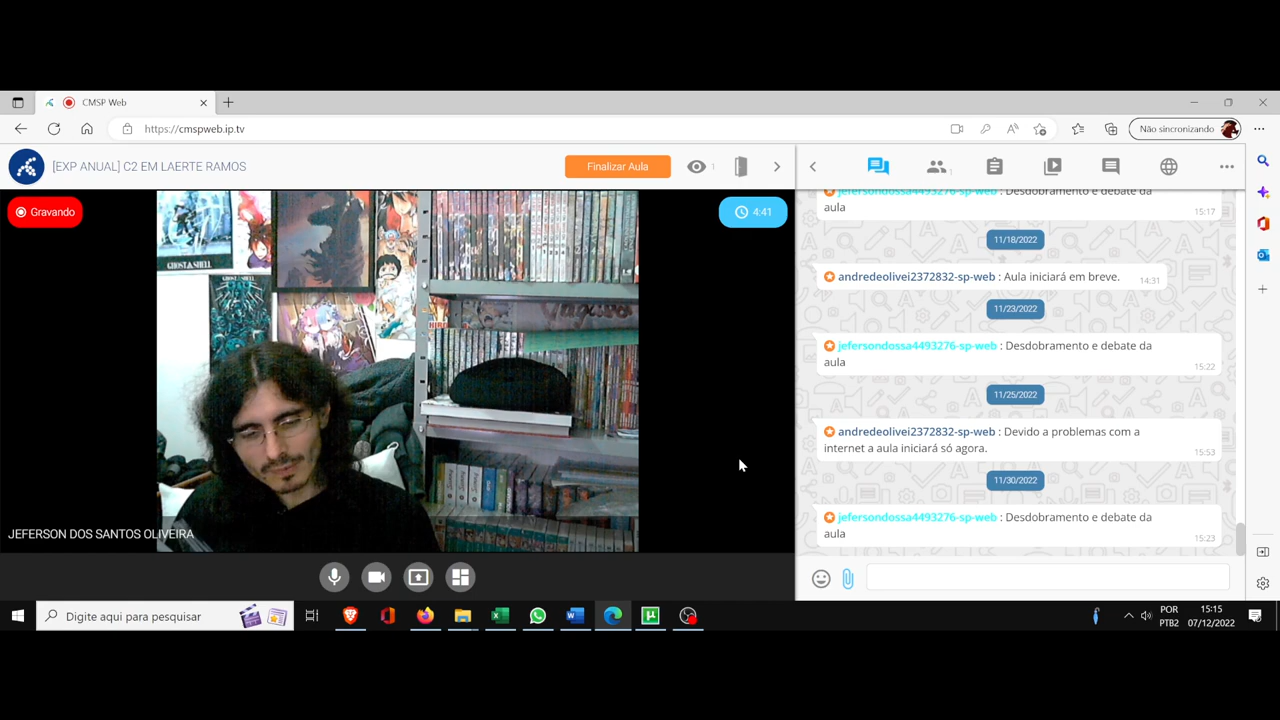 CMSP Web
https://cmspweb.ip.tv
Não sincronizando
[EXP ANUAL] C2 EM LAERTE RAMOS
Finalizar Aula
1
1
Gravando
4:41
GHOST
SHELL
JEFERSON DOS SANTOS OLIVEIRA
jefersondossa4493276-sp-web : Desdobramento e debate da
aula
15:17
11/18/2022
andredeolivei2372832-sp-web : Aula iniciará em breve.
14:31
11/23/2022
jefersondossa4493276-sp-web : Desdobramento e debate da
aula
15:22
11/25/2022
andredeolivei2372832-sp-web : Devido a problemas com a
internet a aula iniciará só agora.
15:53
11/30/2022
jefersondossa4493276-sp-web : Desdobramento e debate da
aula
15:23
Digite aqui para pesquisar
POR
PTB2
15:15
07/12/2022